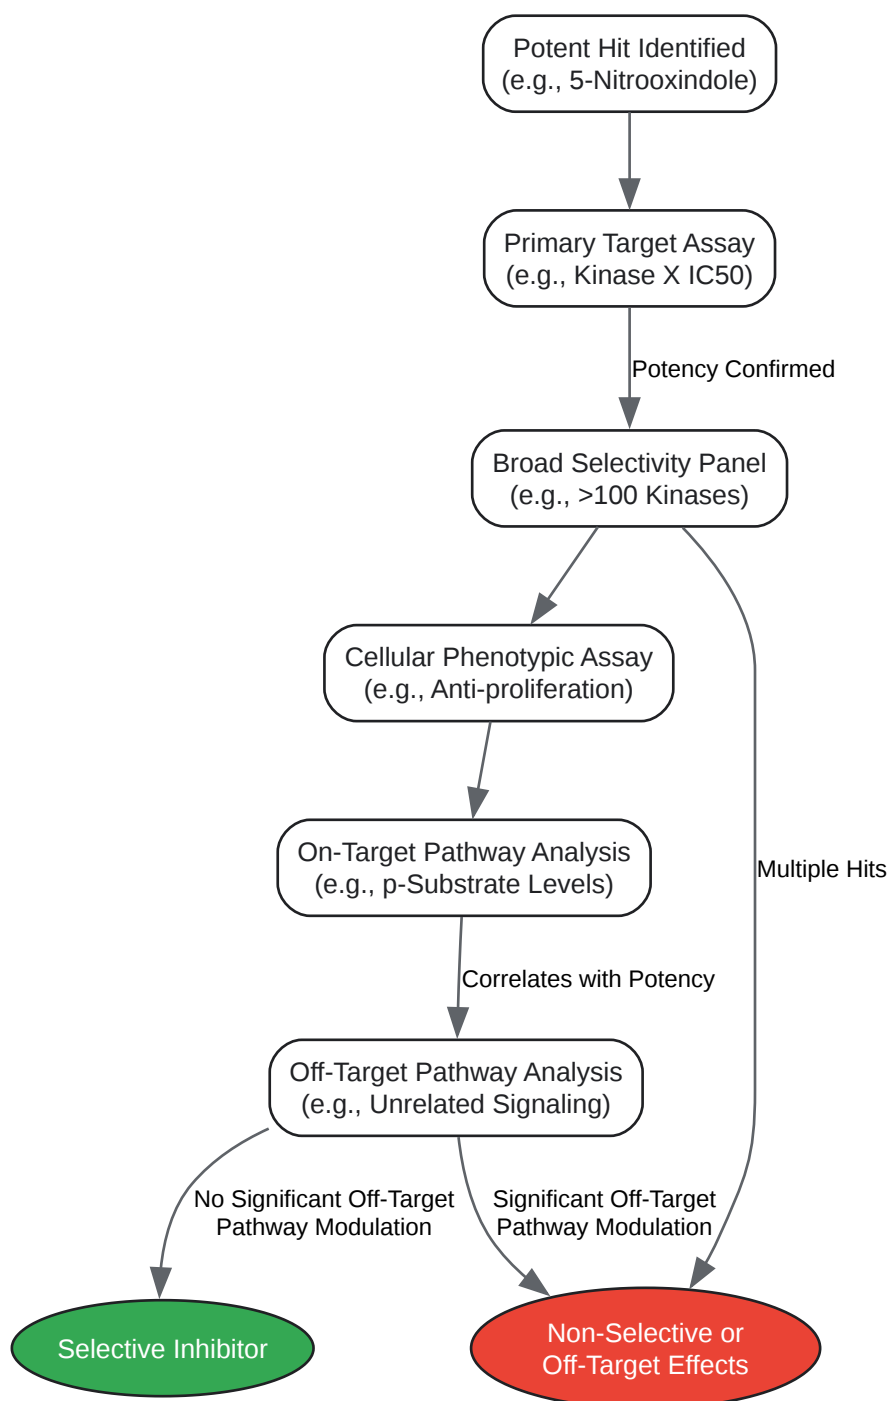 Potent Hit Identified
(e.g., 5-Nitrooxindole)
Primary Target Assay
(e.g., Kinase X IC50)
Potency Confirmed
Broad Selectivity Panel
(e.g., >100 Kinases)
Cellular Phenotypic Assay
(e.g., Anti-proliferation)
On-Target Pathway Analysis
(e.g., p-Substrate Levels)
Multiple Hits
Correlates with Potency
Off-Target Pathway Analysis
(e.g., Unrelated Signaling)
No Significant Off-Target
Pathway Modulation
Significant Off-Target
Pathway Modulation
Selective Inhibitor
Non-Selective or
Off-Target Effects